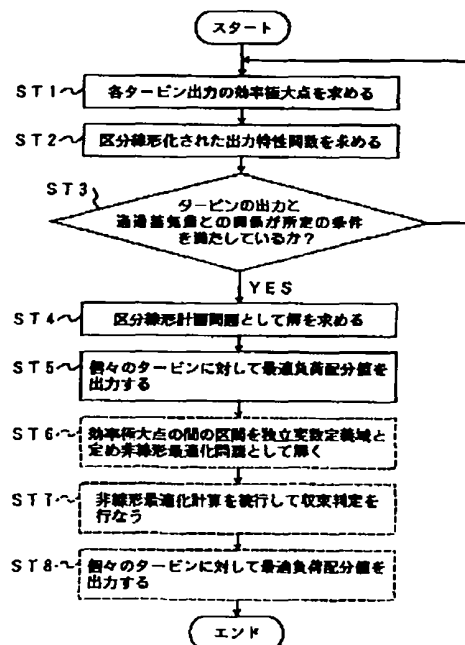 スタート
ST1
各タービン出力の効率極大点を求める
ST2
区分線形化された出力特性関数を求める
ST3
タービンの出力と
通過蒸気量との関係が所定の条件
を満たしているか？
YES
ST4
区分線形計画問題として解を求める
ST5
個々のタービンに対して最適負荷配分値を
出力する
ST6
効率極大点の間の区間を独立変数定義域と
定め非線形最適化問題として解く
ST7
非線形最適化計算を続行して収束判定を
行なう
ST8
個々のタービンに対して最適負荷配分値を
出力する
エンド